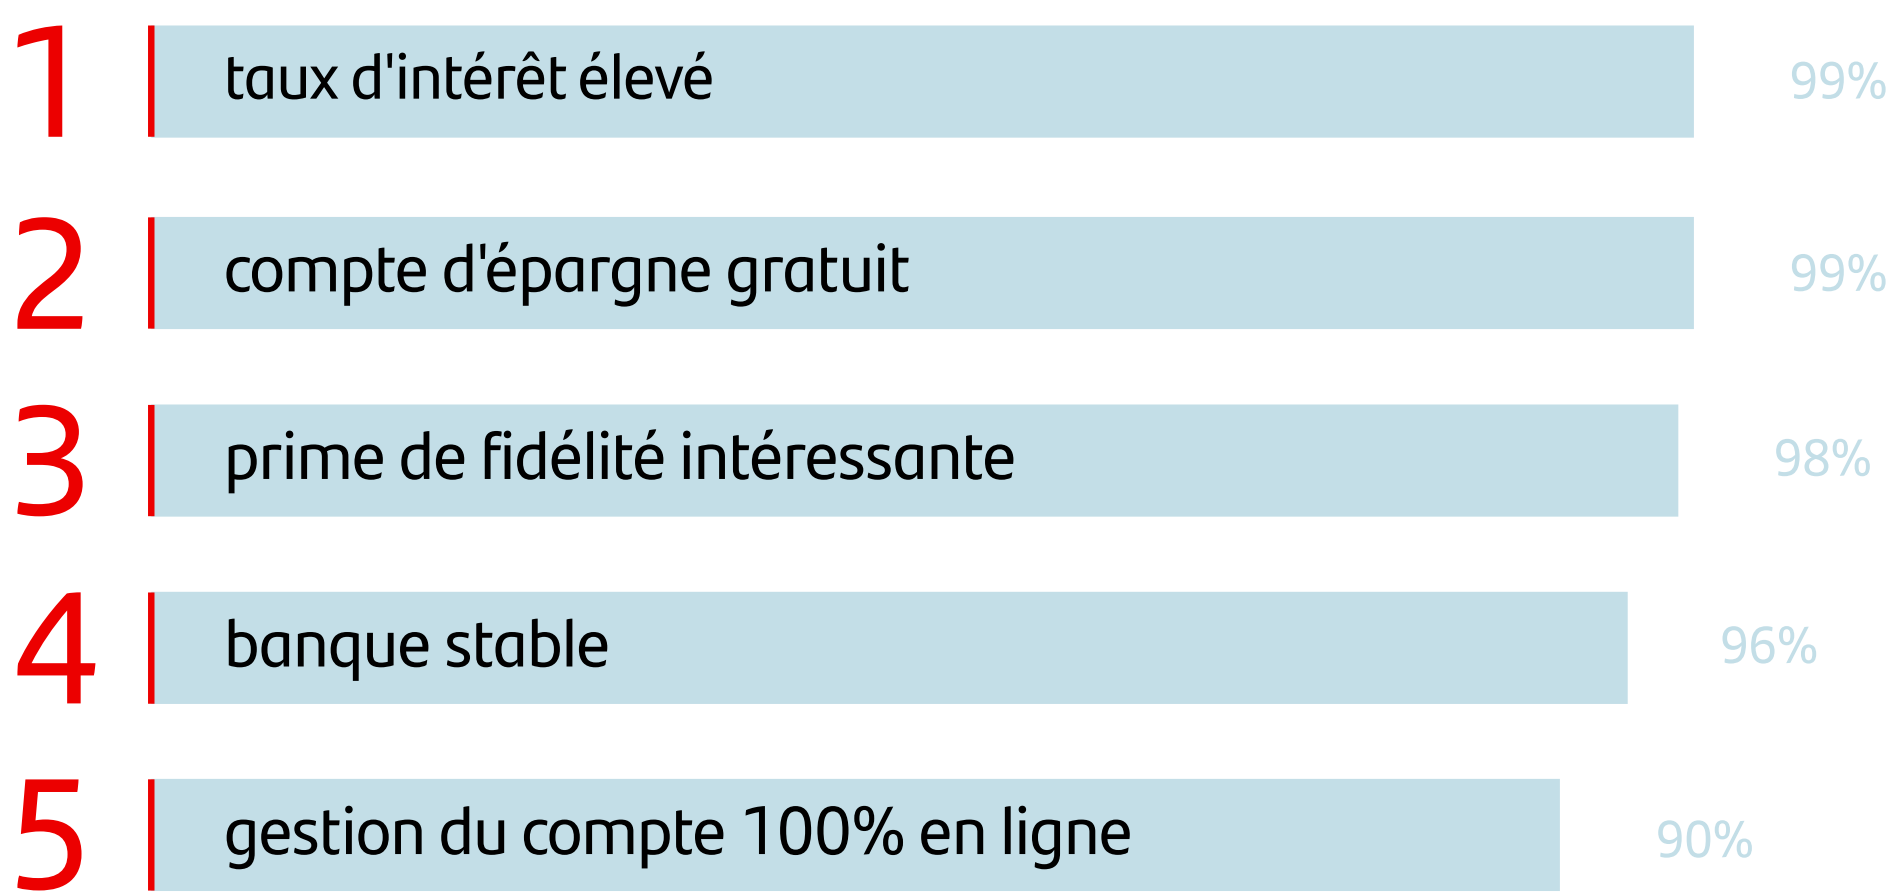 1 taux d'intérêt élevé 99%
2 compte d'épargne gratuit 99%
3 prime de fidélité intéressante 98%
4 banque stable 96%
5 gestion du compte 100% en ligne 90%